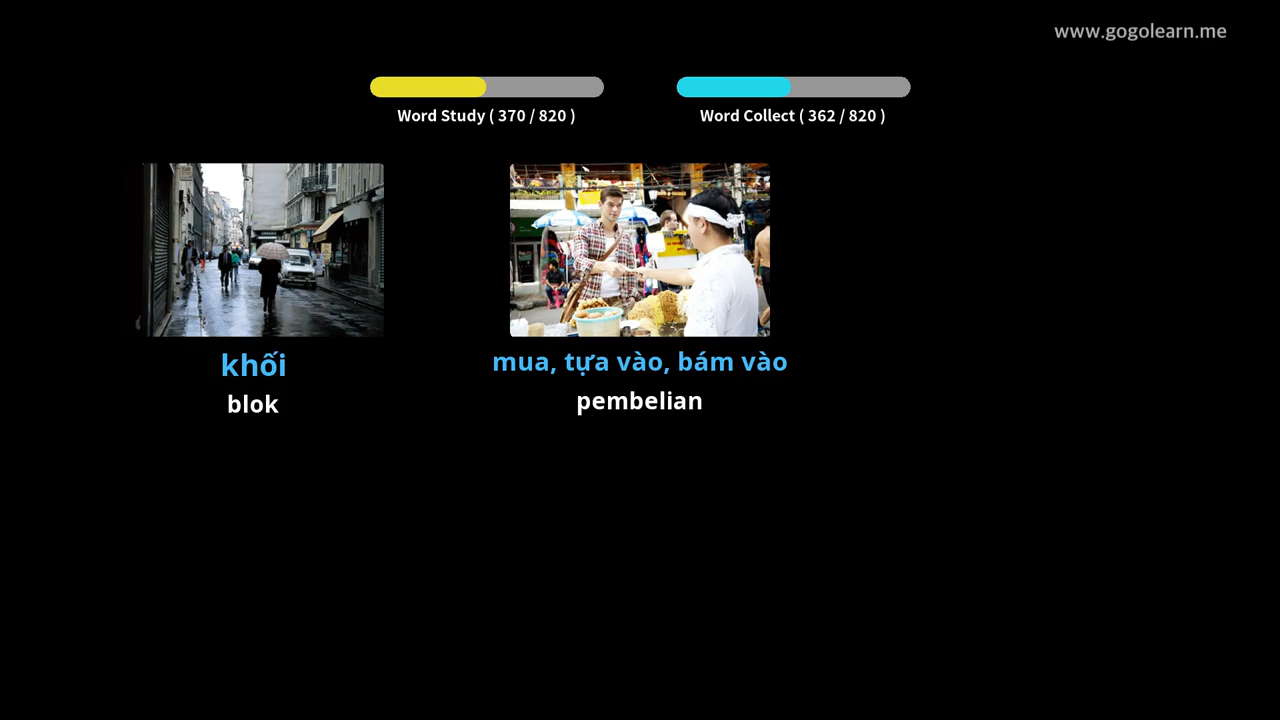 www.gogolearn.me
Word Study ( 370 / 820 )
Word Collect ( 362 / 820 )
khối
blok
mua, tựa vào, bám vào
pembelian